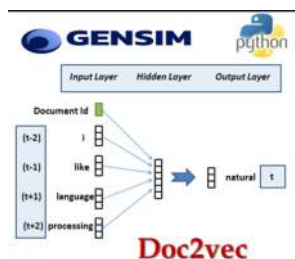 GENSIM
python
Input Layer Hidden Layer Output Layer
Document Id
(t-2) i
(t-1) like
(t+1) language
(t+2) processing
natural t
Doc2vec